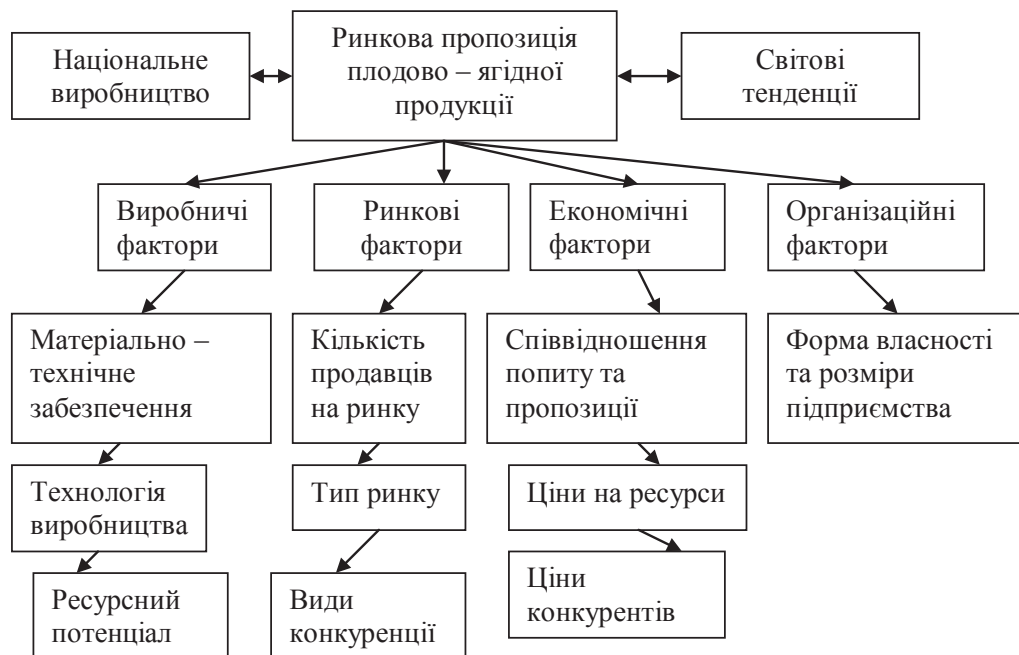 Національне
виробництво
Ринкова пропозиція
плодово – ягідної
продукції
Світові
тенденції
Виробничі
фактори
Ринкові
фактори
Економічні
фактори
Організаційні
фактори
Матеріально –
технічне
забезпечення
Кількість
продавців
на ринку
Співвідношення
попиту та
пропозиції
Форма власності
та розміри
підприємства
Технологія
виробництва
Тип ринку
Ціни на ресурси
Ресурсний
потенціал
Види
конкуренції
Ціни
конкурентів